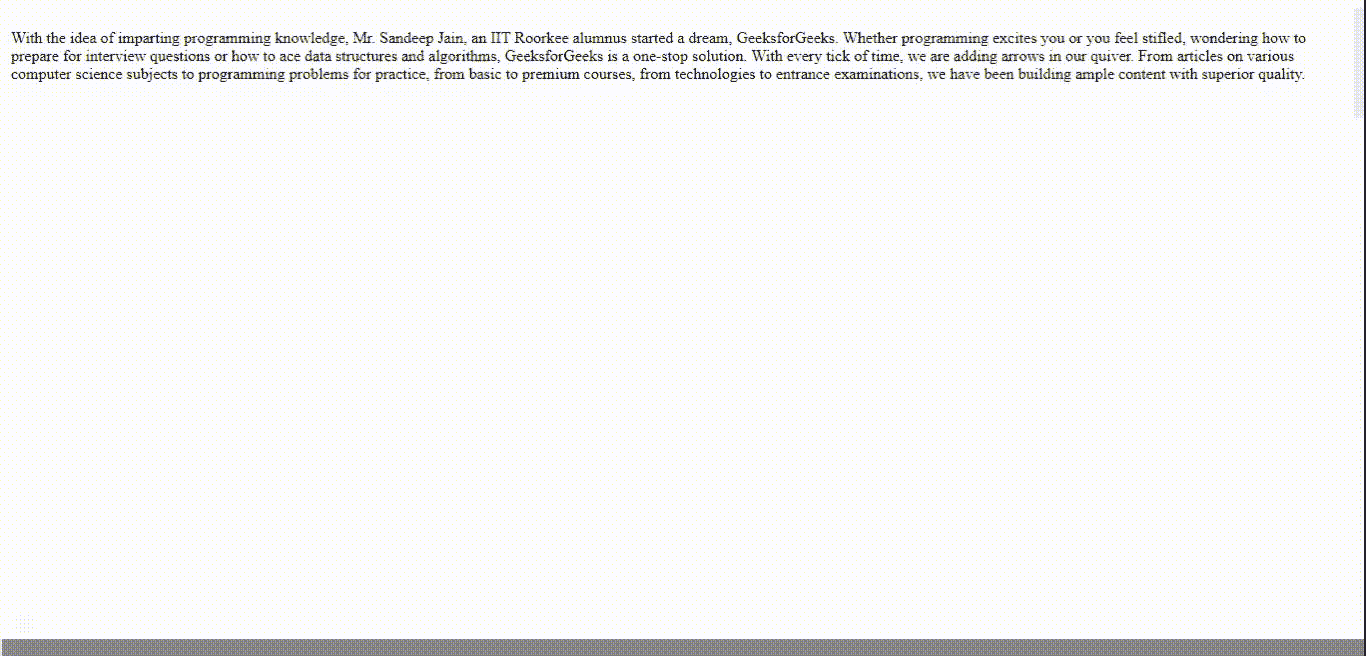 With the idea of imparting programming knowledge, Mr. Sandeep Jain, an IIT Roorkee alumnus started a dream, GeeksforGeeks. Whether programming excites you or you feel stifled, wondering how to
prepare for interview questions or how to ace data structures and algorithms, GeeksforGeeks is a one-stop solution. With every tick of time, we are adding arrows in our quiver. From articles on various
computer science subjects to programming problems for practice, from basic to premium courses, from technologies to entrance examinations, we have been building ample content with superior quality.